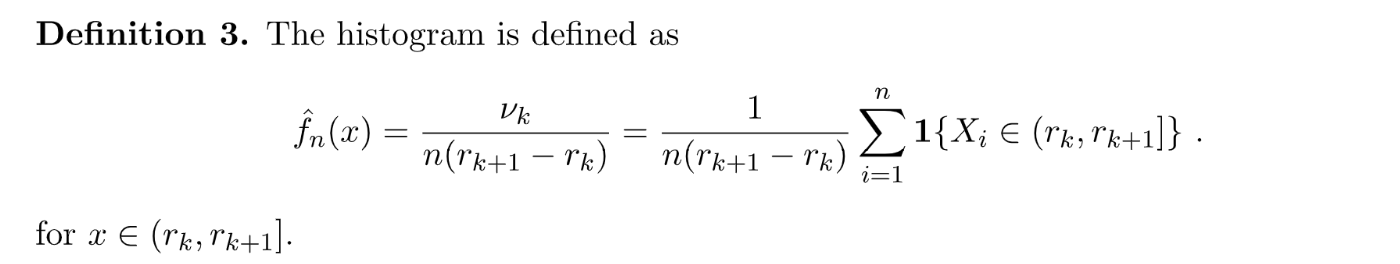 Definition 3. The histogram is defined as
f̂ₙ(x) = νₖ / n(rₖ₊₁ − rₖ) = 1 / n(rₖ₊₁ − rₖ) ∑ᵢ₌₁ⁿ 1{Xᵢ ∈ (rₖ, rₖ₊₁]} .
for x ∈ (rₖ, rₖ₊₁].